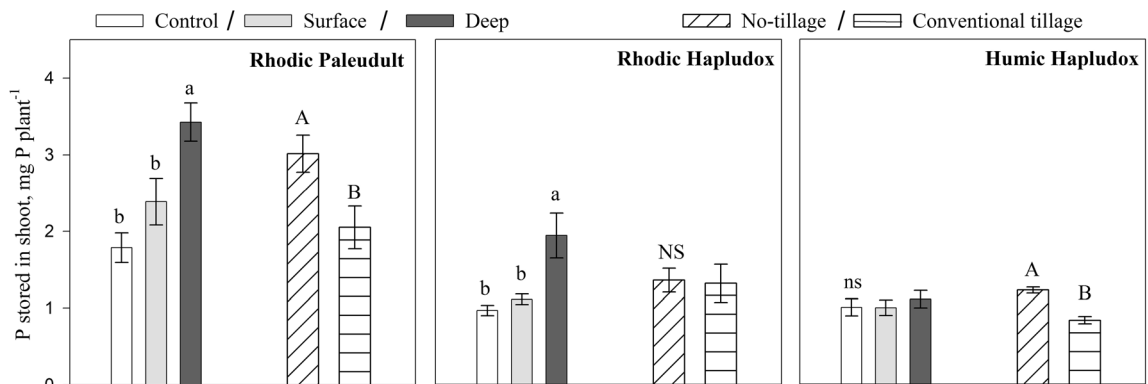 Control / Surface / Deep No-tillage / Conventional tillage
Rhodic Paleudult Rhodic Hapludox Humic Hapludox
P stored in shoot, mg P plant⁻¹
4
3
2
1
0
b b a A B
b b a NS
ns A B